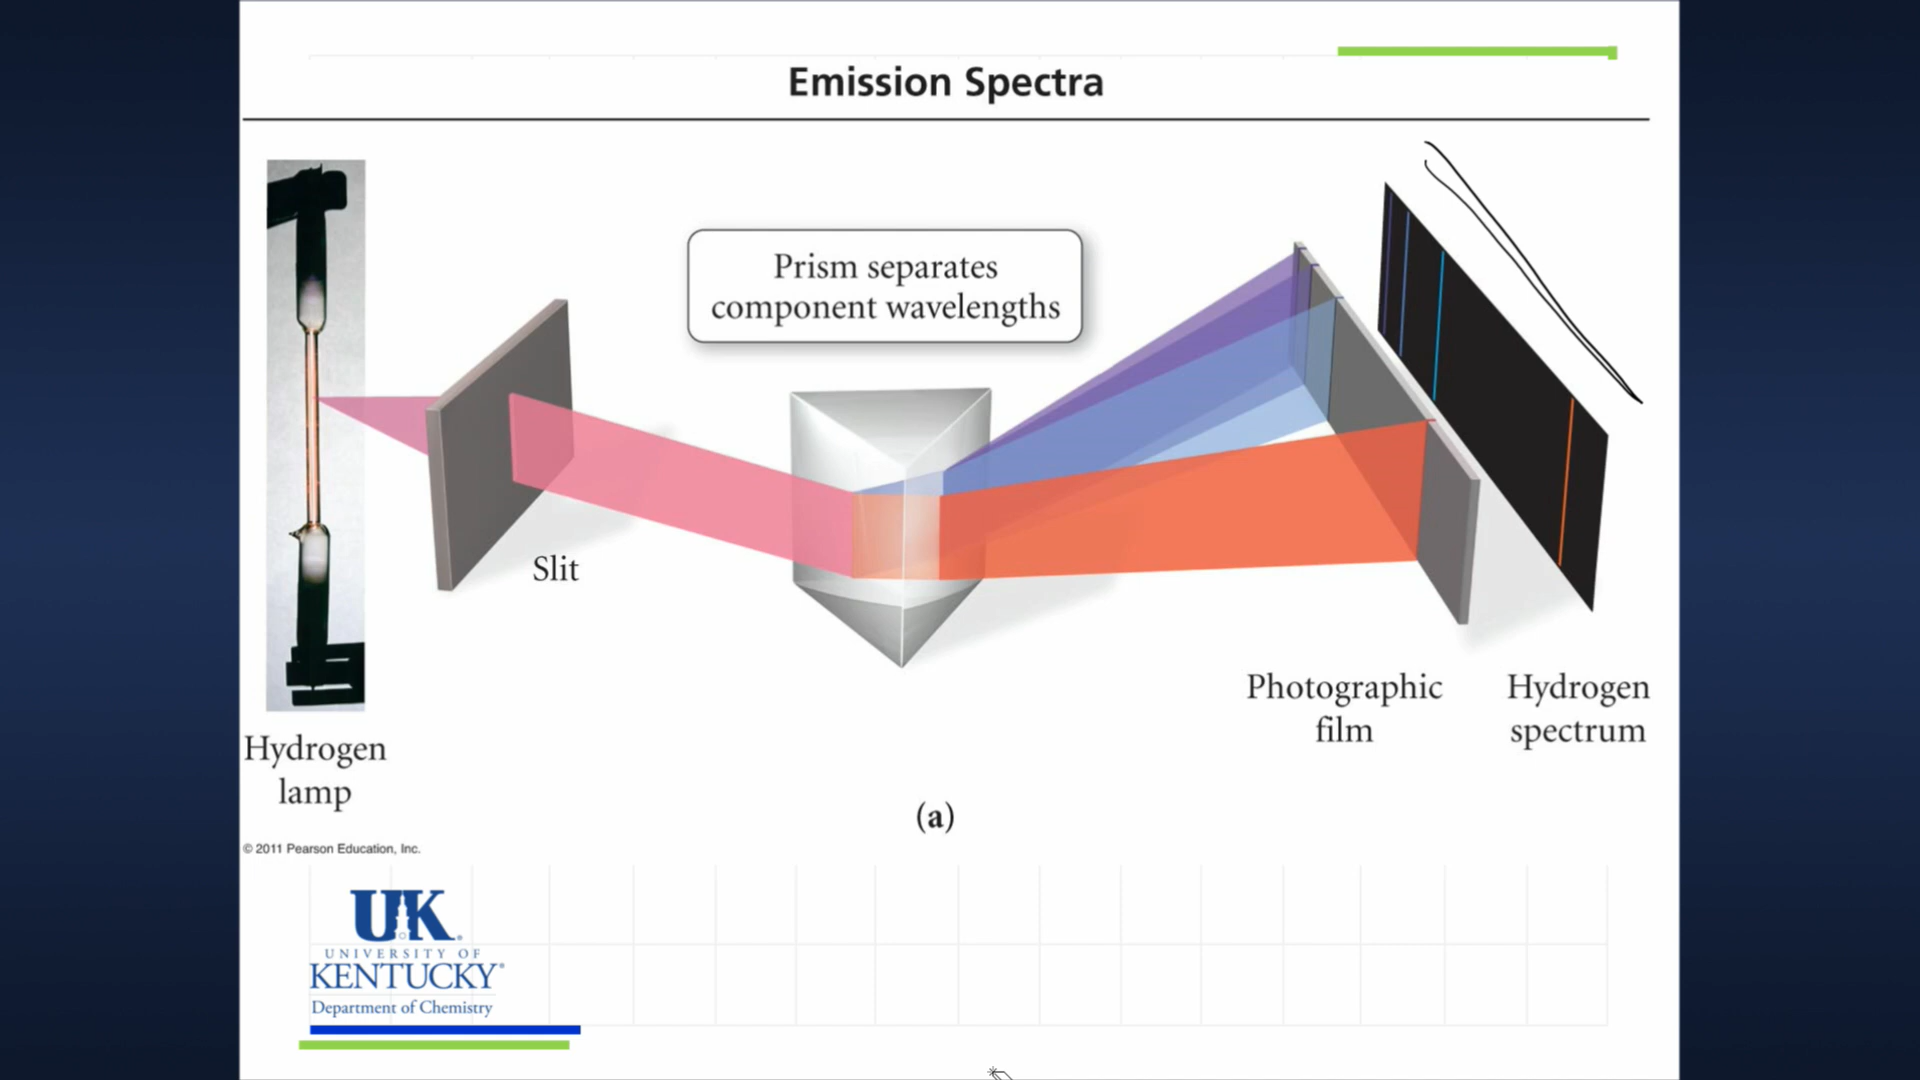 Emission Spectra
Prism separates
component wavelengths
Slit
Photographic
film
Hydrogen
spectrum
Hydrogen
lamp
(a)
© 2011 Pearson Education, Inc.
UK
UNIVERSITY OF
KENTUCKY®
Department of Chemistry